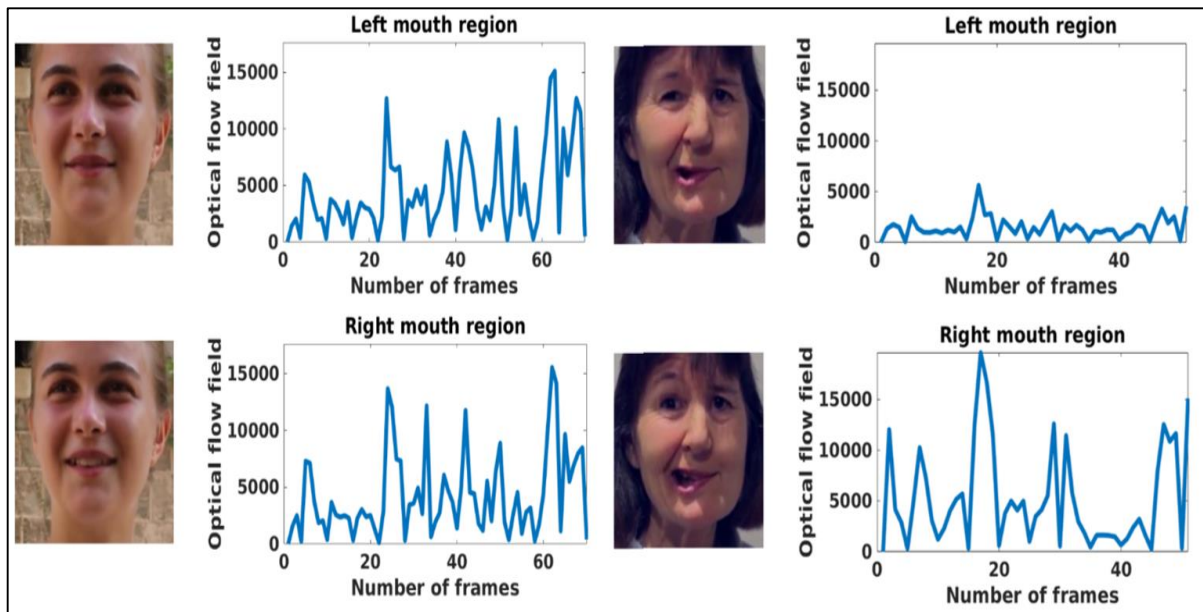 Left mouth region
Optical flow field
15000
10000
5000
0
0 20 40 60
Number of frames
Left mouth region
Optical flow field
15000
10000
5000
0
0 20 40
Number of frames
Right mouth region
Optical flow field
15000
10000
5000
0
0 20 40 60
Number of frames
Right mouth region
Optical flow field
15000
10000
5000
0
0 20 40
Number of frames